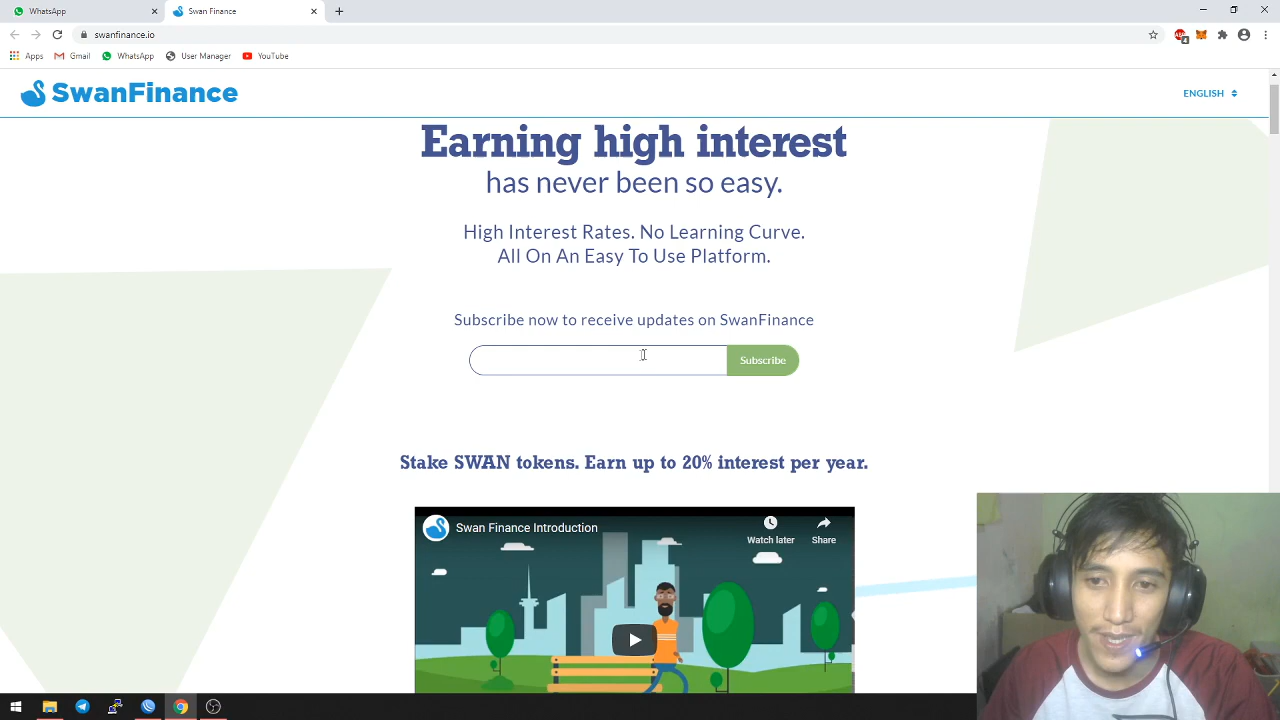 WhatsApp
Swan Finance
swanfinance.io
Apps
Gmail
WhatsApp
User Manager
YouTube
SwanFinance
ENGLISH
Earning high interest
has never been so easy.
High Interest Rates. No Learning Curve.
All On An Easy To Use Platform.
Subscribe now to receive updates on SwanFinance
Subscribe
Stake SWAN tokens. Earn up to 20% interest per year.
Swan Finance Introduction
Watch later
Share